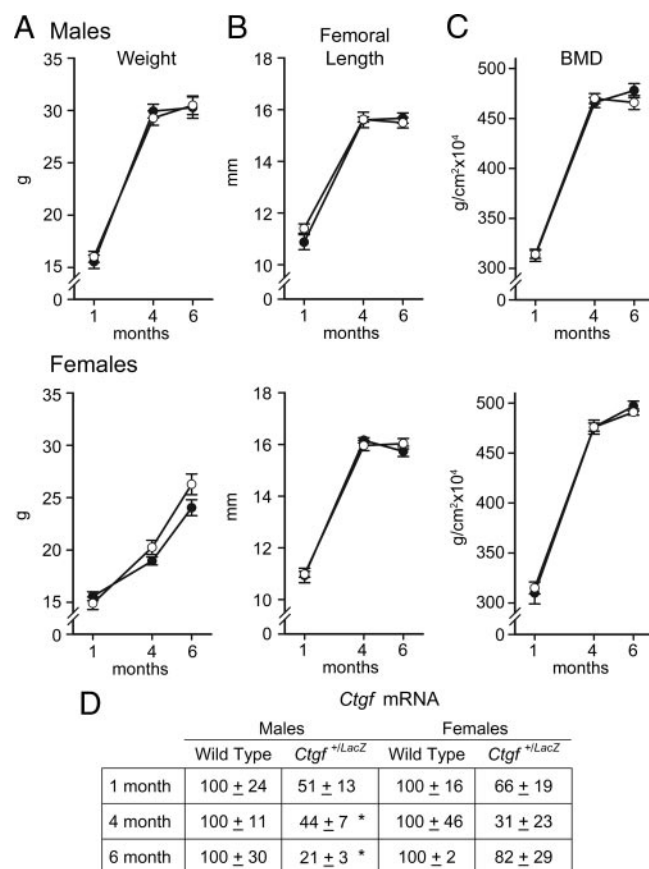 A Males B C
Weight Femoral Length BMD
35
30
25
20
15
0
g
1 4 6
months
18
16
14
12
10
0
mm
1 4 6
months
500
450
400
350
300
0
g/cm²x10⁴
1 4 6
months
Females
35
30
25
20
15
0
g
1 4 6
months
18
16
14
12
10
0
mm
1 4 6
months
500
450
400
350
300
0
g/cm²x10⁴
1 4 6
months
D Ctgf mRNA
Males Females
Wild Type Ctgf +/LacZ Wild Type Ctgf +/LacZ
1 month 100 ± 24 51 ± 13 100 ± 16 66 ± 19
4 month 100 ± 11 44 ± 7 * 100 ± 46 31 ± 23
6 month 100 ± 30 21 ± 3 * 100 ± 2 82 ± 29